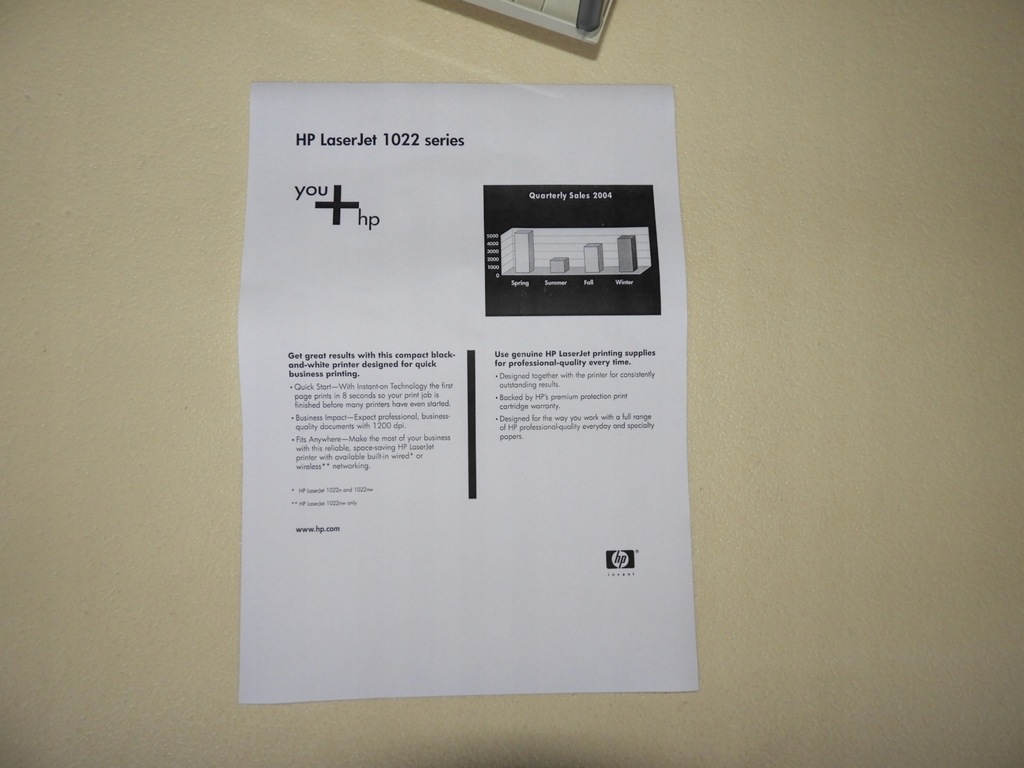 HP LaserJet 1022 series
you
hp
Quarterly Sales 2004
5000
4000
3000
2000
1000
0
Spring Summer Fall Winter
Get great results with this compact black-
and-white printer designed for quick
business printing.
• Quick Start—With Instant-on Technology the first
page prints in 8 seconds so your print job is
finished before many printers have even started.
• Business Impact—Expect professional, business-
quality documents with 1200 dpi.
• Fits Anywhere—Make the most of your business
with this reliable, space-saving HP LaserJet
printer with available built-in wired* or
wireless** networking.
* HP LaserJet 1022n and 1022nw
** HP LaserJet 1022nw only
www.hp.com
Use genuine HP LaserJet printing supplies
for professional-quality every time.
• Designed together with the printer for consistently
outstanding results.
• Backed by HP's premium protection print
cartridge warranty.
• Designed for the way you work with a full range
of HP professional-quality everyday and specialty
papers.
hp®
invent